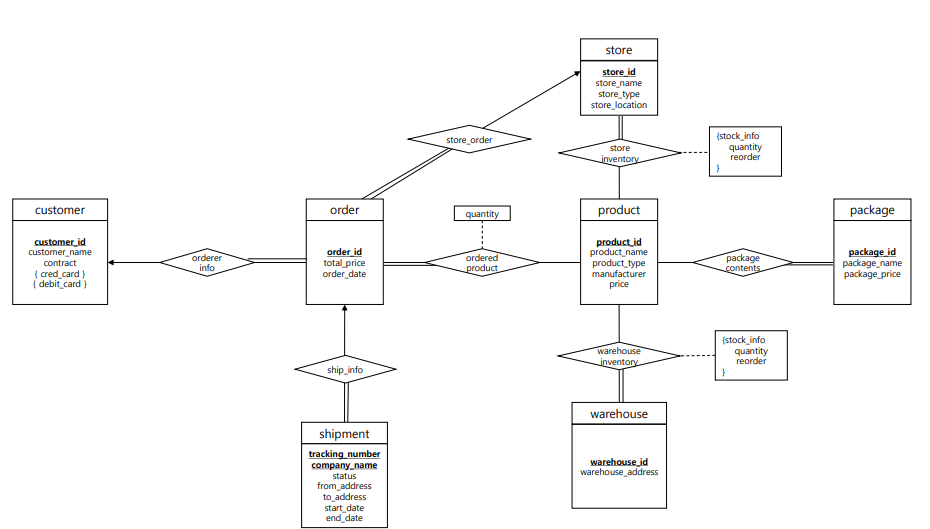 store
store_id
store_name
store_type
store_location
store_order
store
inventory
{stock_info
quantity
reorder
}
customer
customer_id
customer_name
contract
{ cred_card }
{ debit_card }
orderer
info
order
order_id
total_price
order_date
quantity
ordered
product
product
product_id
product_name
product_type
manufacturer
price
package
contents
package
package_id
package_name
package_price
ship_info
warehouse
inventory
{stock_info
quantity
reorder
}
shipment
tracking_number
company_name
status
from_address
to_address
start_date
end_date
warehouse
warehouse_id
warehouse_address